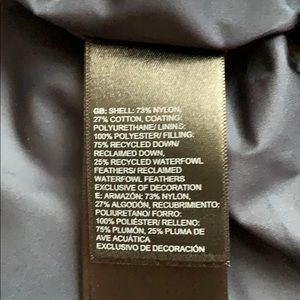 GB: SHELL: 73% NYLON,
27% COTTON, COATING:
POLYURETHANE/ LINING:
100% POLYESTER/ FILLING:
75% RECYCLED DOWN/
RECLAIMED DOWN,
25% RECYCLED WATERFOWL
FEATHERS/ RECLAIMED
WATERFOWL FEATHERS
EXCLUSIVE OF DECORATION
E: ARMAZÓN: 73% NYLON,
27% ALGODÓN, RECUBRIMIENTO:
POLIURETANO/ FORRO:
100% POLIÉSTER/ RELLENO:
75% PLUMÓN, 25% PLUMA DE
AVE ACUÁTICA
EXCLUSIVO DE DECORACIÓN